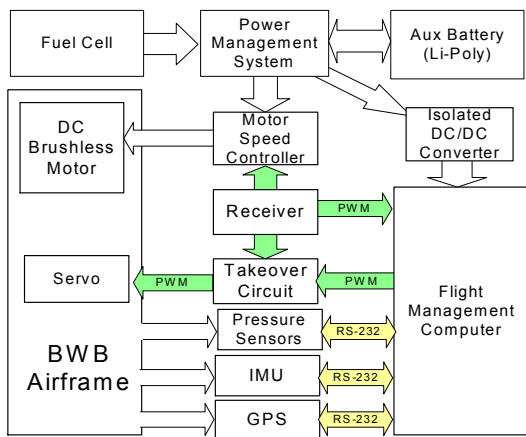 Fuel Cell
Power
Management
System
Aux Battery
(Li-Poly)
DC
Brushless
Motor
Motor
Speed
Controller
Isolated
DC/DC
Converter
Receiver
PWM
Servo
PWM
Takeover
Circuit
PWM
Flight
Management
Computer
Pressure
Sensors
RS-232
BWB
Airframe
IMU
RS-232
GPS
RS-232